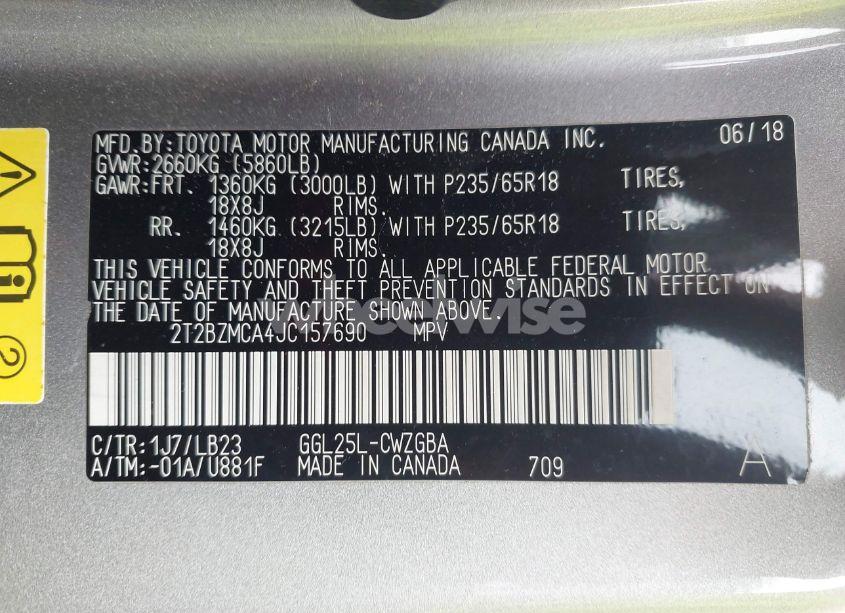 MFD.BY:TOYOTA MOTOR MANUFACTURING CANADA INC. 06/18
GVWR:2660KG (5860LB)
GAWR:FRT. 1360KG (3000LB) WITH P235/65R18 TIRES,
18X8J RIMS.
RR. 1460KG (3215LB) WITH P235/65R18 TIRES,
18X8J RIMS.
THIS VEHICLE CONFORMS TO ALL APPLICABLE FEDERAL MOTOR
VEHICLE SAFETY AND THEFT PREVENTION STANDARDS IN EFFECT ON
THE DATE OF MANUFACTURE SHOWN ABOVE.
wheelwise
2T2BZMCA4JC157690 MPV
C/TR:1J7/LB23 GGL25L-CWZGBA
A/TM:-01A/U881F MADE IN CANADA 709 A
2